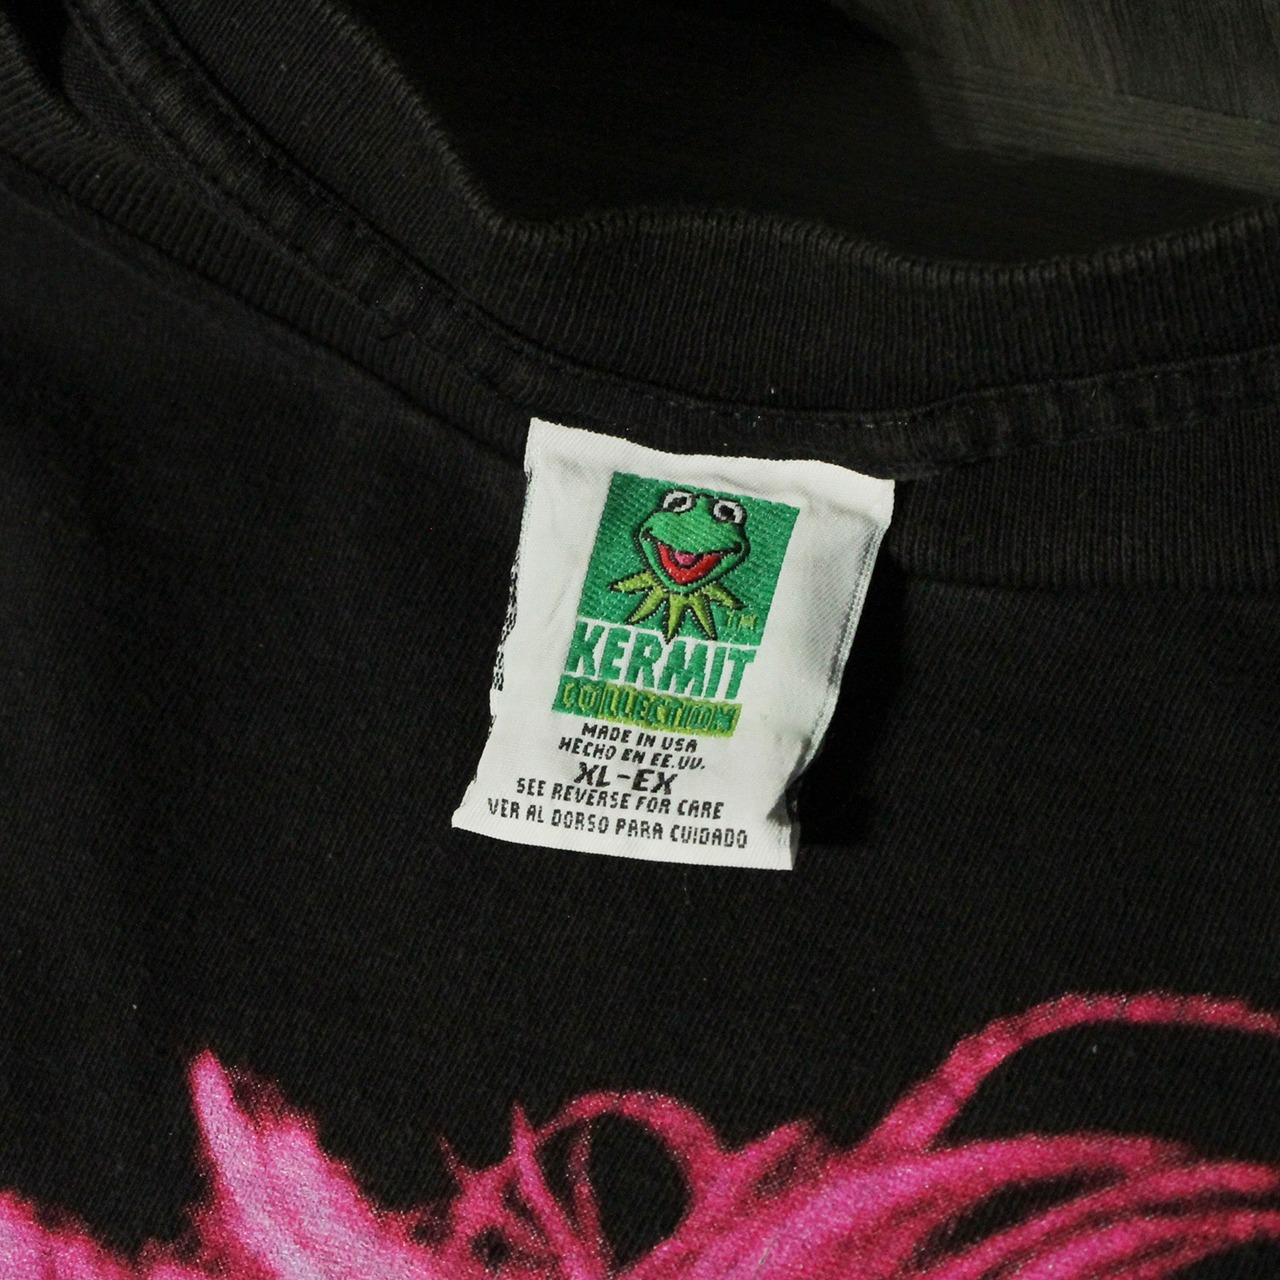 TM
KERMIT
COLLECTION
MADE IN USA
HECHO EN EE.UU.
XL-EX
SEE REVERSE FOR CARE
VER AL DORSO PARA CUIDADO